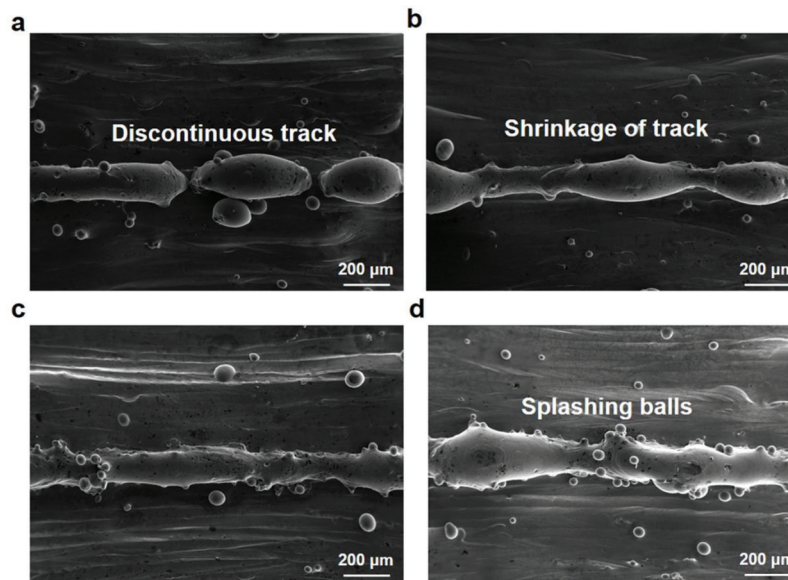 a
b
Discontinuous track
Shrinkage of track
200 μm
200 μm
c
d
Splashing balls
200 μm
200 μm